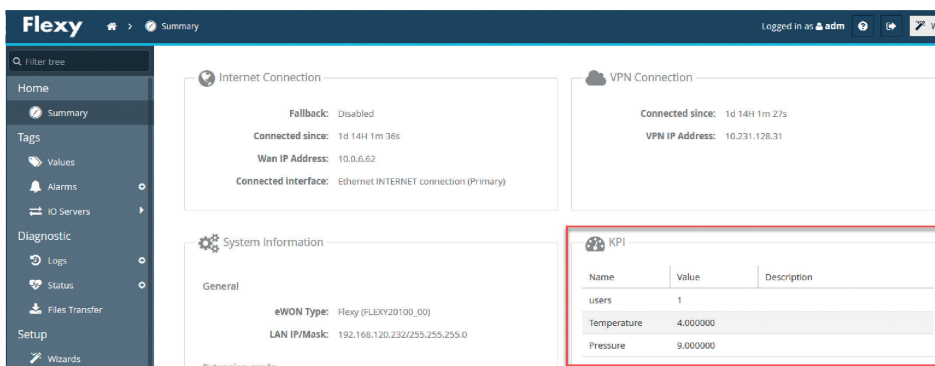 Flexy
> Summary
Logged in as adm
Filter tree
Home
Summary
Tags
Values
Alarms
IO Servers
Diagnostic
Logs
Status
Files Transfer
Setup
Wizards
Internet Connection
Fallback: Disabled
Connected since: 1d 14H 1m 36s
Wan IP Address: 10.0.6.62
Connected interface: Ethernet INTERNET connection (Primary)
VPN Connection
Connected since: 1d 14H 1m 27s
VPN IP Address: 10.231.128.31
System Information
General
eWON Type: Flexy (FLEXY20100_00)
LAN IP/Mask: 192.168.120.232/255.255.255.0
KPI
Name Value Description
users 1
Temperature 4.000000
Pressure 9.000000